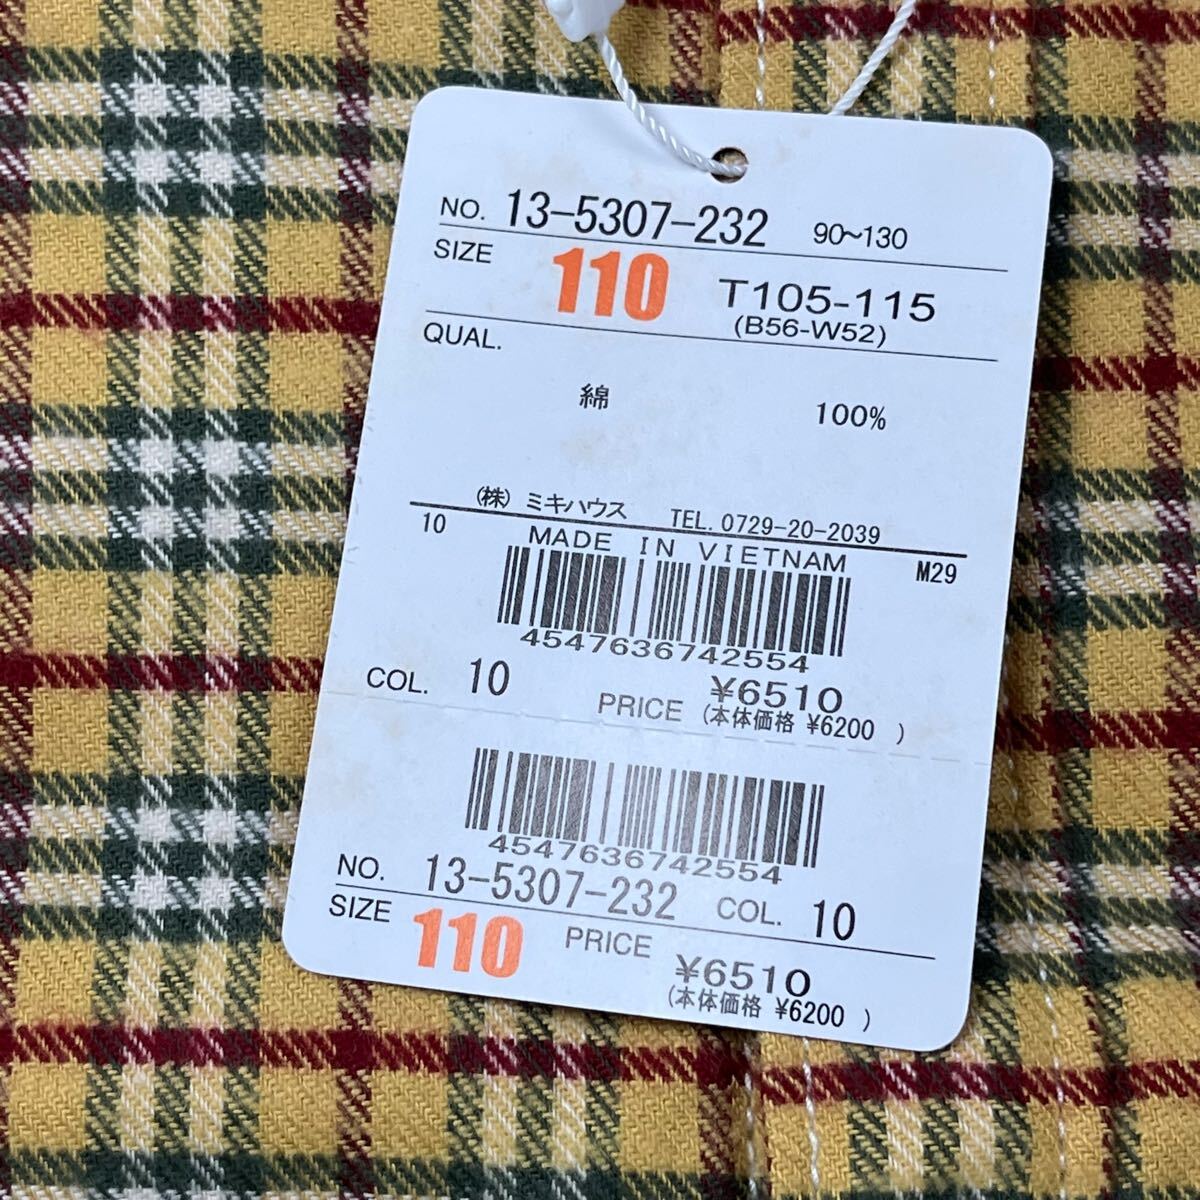 NO. 13-5307-232 90~130
SIZE 110 T105-115
(B56-W52)
QUAL.
綿 100%
(株) ミキハウス TEL. 0729-20-2039
10 MADE IN VIETNAM M29
4547636742554
COL. 10 PRICE ¥6510
(本体価格 ¥6200 )
4547636742554
NO. 13-5307-232 COL. 10
SIZE 110 PRICE ¥6510
(本体価格 ¥6200 )